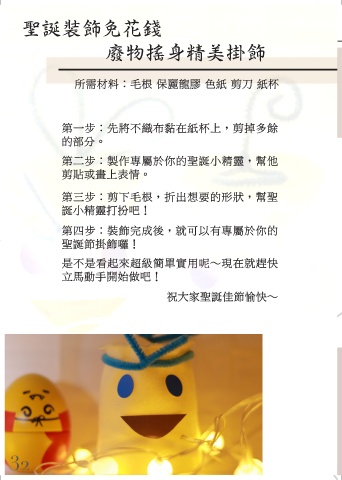 聖誕裝飾免花錢
廢物搖身精美掛飾
所需材料：毛根 保麗龍膠 色紙 剪刀 紙杯
第一步：先將不織布黏在紙杯上，剪掉多餘
的部分。
第二步：製作專屬於你的聖誕小精靈，幫他
剪貼或畫上表情。
第三步：剪下毛根，折出想要的形狀，幫聖
誕小精靈打扮吧！
第四步：裝飾完成後，就可以有專屬於你的
聖誕節掛飾囉！
是不是看起來超級簡單實用呢～現在就趕快
立馬動手開始做吧！
祝大家聖誕佳節愉快～
32